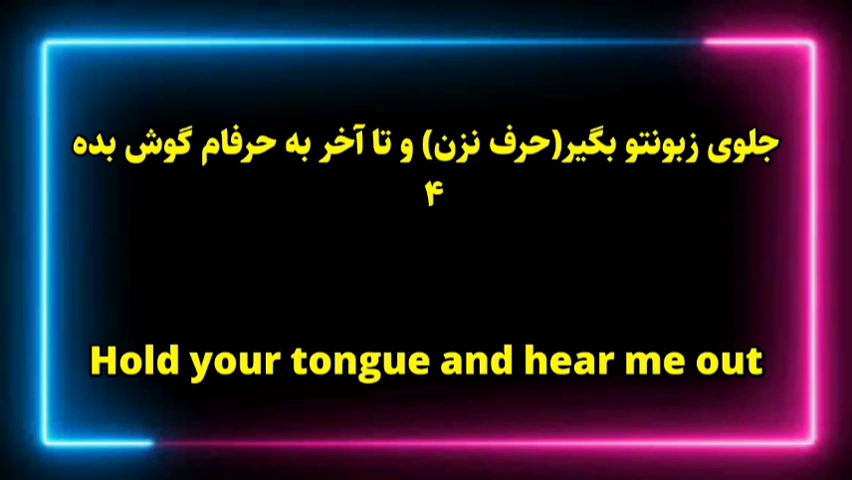 جلوی زبونتو بگیر(حرف نزن) و تا آخر به حرفام گوش بده
۴
Hold your tongue and hear me out